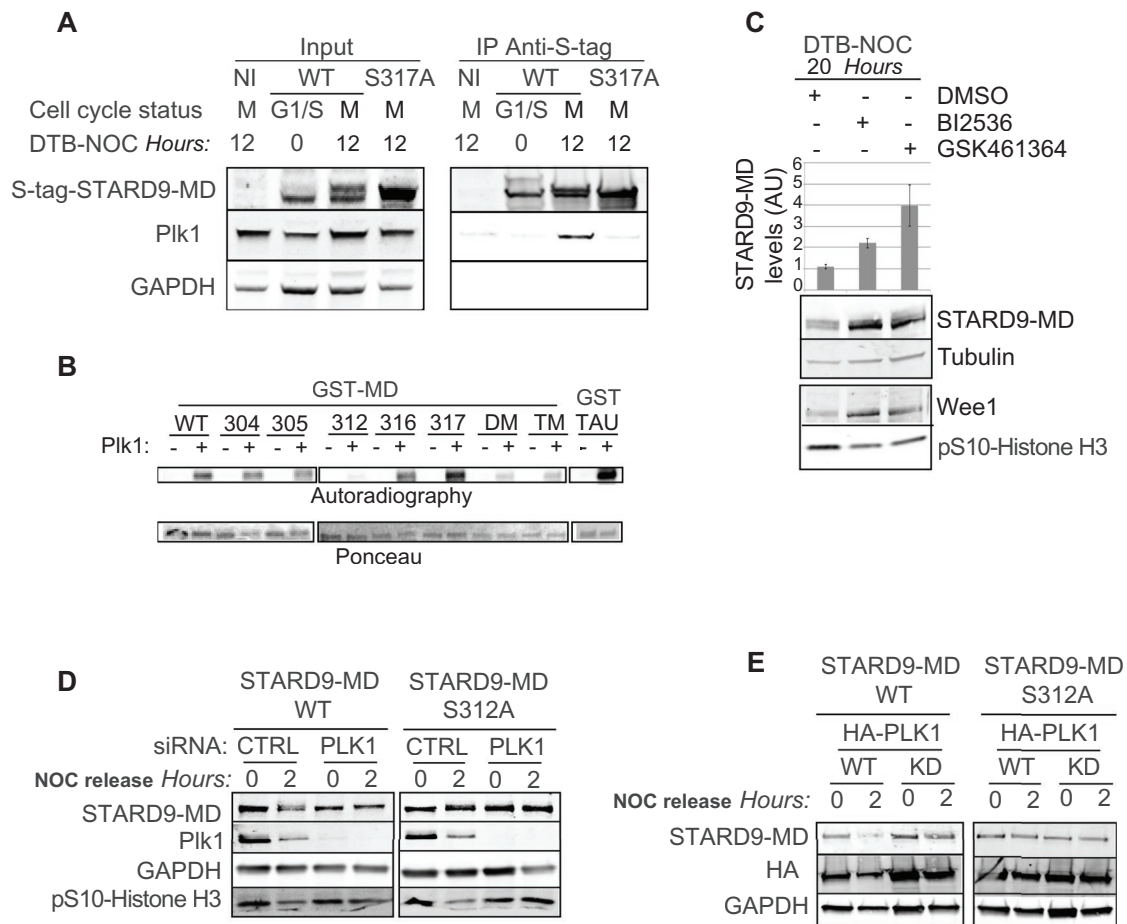 A
Input
IP Anti-S-tag
NI WT S317A NI WT S317A
Cell cycle status M G1/S M M M G1/S M M
DTB-NOC Hours: 12 0 12 12 12 0 12 12
S-tag-STARD9-MD
Plk1
GAPDH
B
GST-MD
GST
WT 304 305 312 316 317 DM TM TAU
Plk1: - + - + - + - + - + - + - + - + - +
Autoradiography
Ponceau
C
DTB-NOC
20 Hours
+ - - DMSO
- + - BI2536
- - + GSK461364
STARD9-MD
levels (AU)
6
5
4
3
2
1
0
STARD9-MD
Tubulin
Wee1
pS10-Histone H3
D
STARD9-MD
WT
STARD9-MD
S312A
siRNA: CTRL PLK1 CTRL PLK1
NOC release Hours: 0 2 0 2 0 2 0 2
STARD9-MD
Plk1
GAPDH
pS10-Histone H3
E
STARD9-MD
WT
STARD9-MD
S312A
HA-PLK1 HA-PLK1
WT KD WT KD
NOC release Hours: 0 2 0 2 0 2 0 2
STARD9-MD
HA
GAPDH